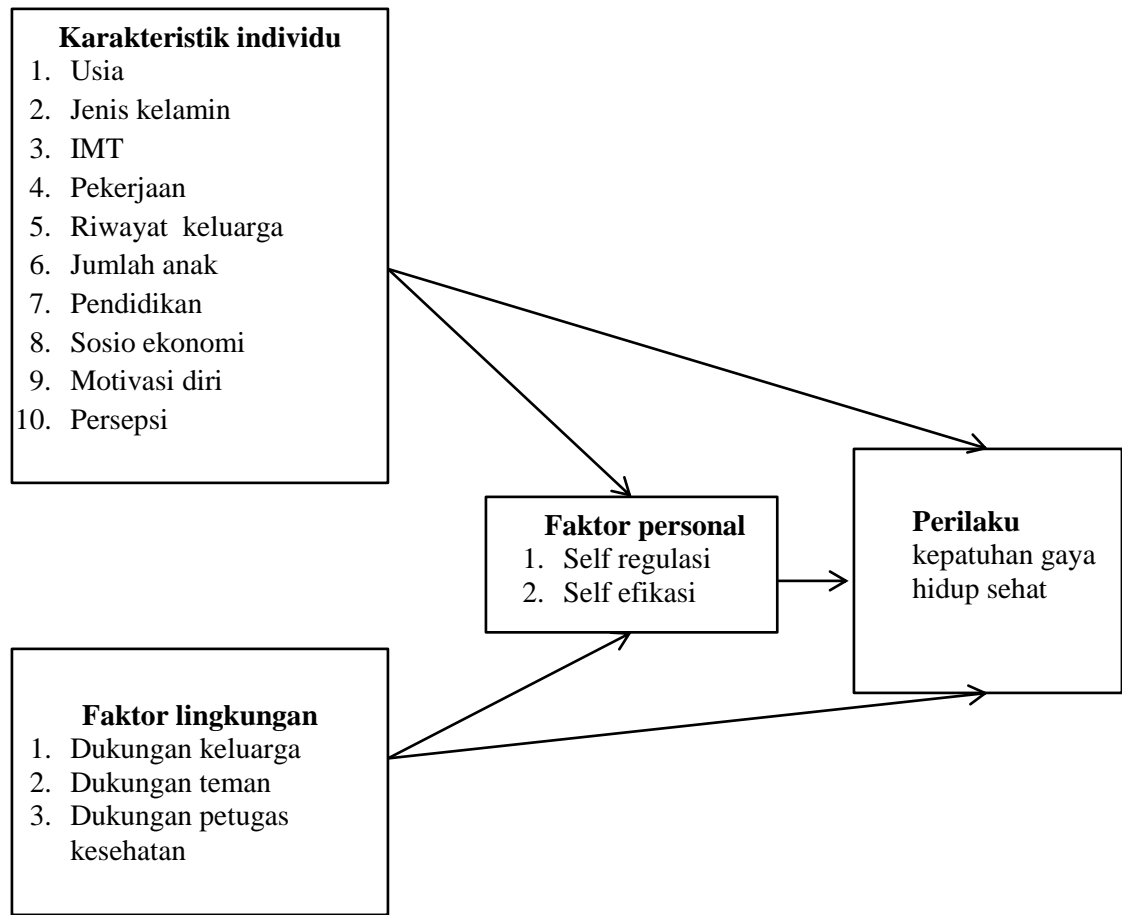 Karakteristik individu
1. Usia
2. Jenis kelamin
3. IMT
4. Pekerjaan
5. Riwayat keluarga
6. Jumlah anak
7. Pendidikan
8. Sosio ekonomi
9. Motivasi diri
10. Persepsi
Faktor personal
1. Self regulasi
2. Self efikasi
Perilaku
kepatuhan gaya
hidup sehat
Faktor lingkungan
1. Dukungan keluarga
2. Dukungan teman
3. Dukungan petugas
kesehatan